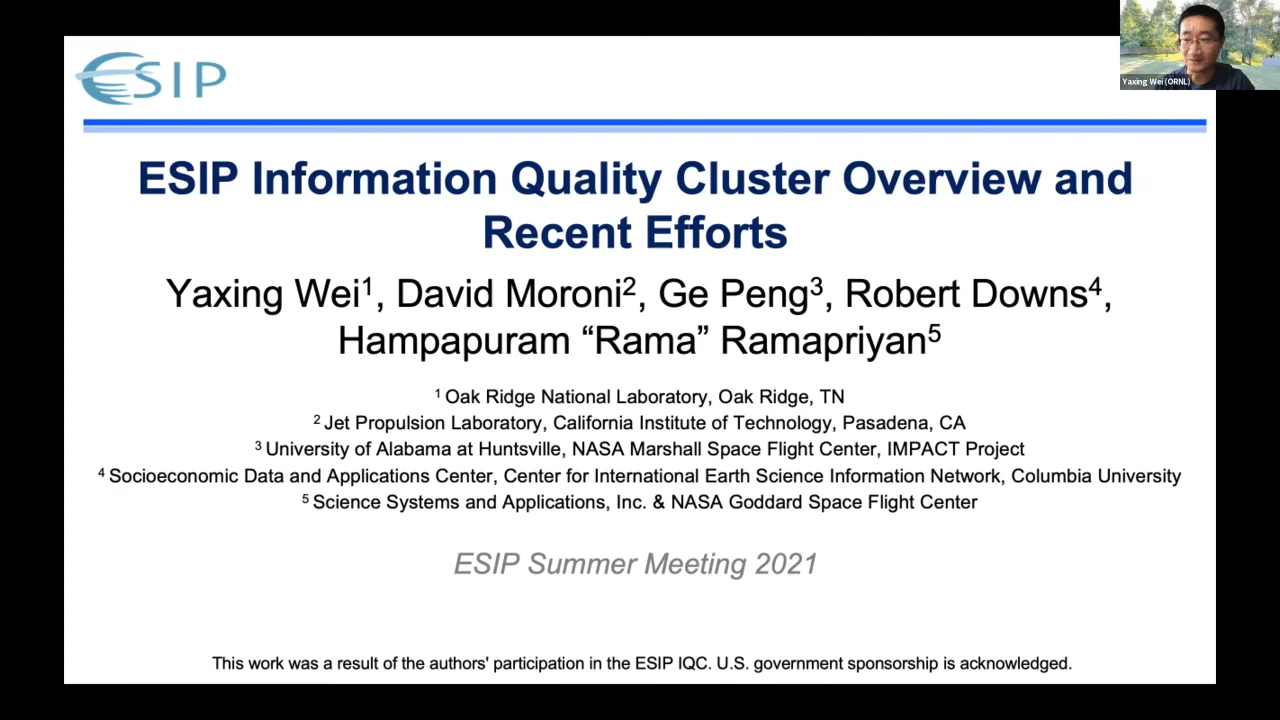 ESIP
Yaxing Wei (ORNL)
ESIP Information Quality Cluster Overview and
Recent Efforts
Yaxing Wei1, David Moroni2, Ge Peng3, Robert Downs4,
Hampapuram “Rama” Ramapriyan5
1 Oak Ridge National Laboratory, Oak Ridge, TN
2 Jet Propulsion Laboratory, California Institute of Technology, Pasadena, CA
3 University of Alabama at Huntsville, NASA Marshall Space Flight Center, IMPACT Project
4 Socioeconomic Data and Applications Center, Center for International Earth Science Information Network, Columbia University
5 Science Systems and Applications, Inc. & NASA Goddard Space Flight Center
ESIP Summer Meeting 2021
This work was a result of the authors' participation in the ESIP IQC. U.S. government sponsorship is acknowledged.